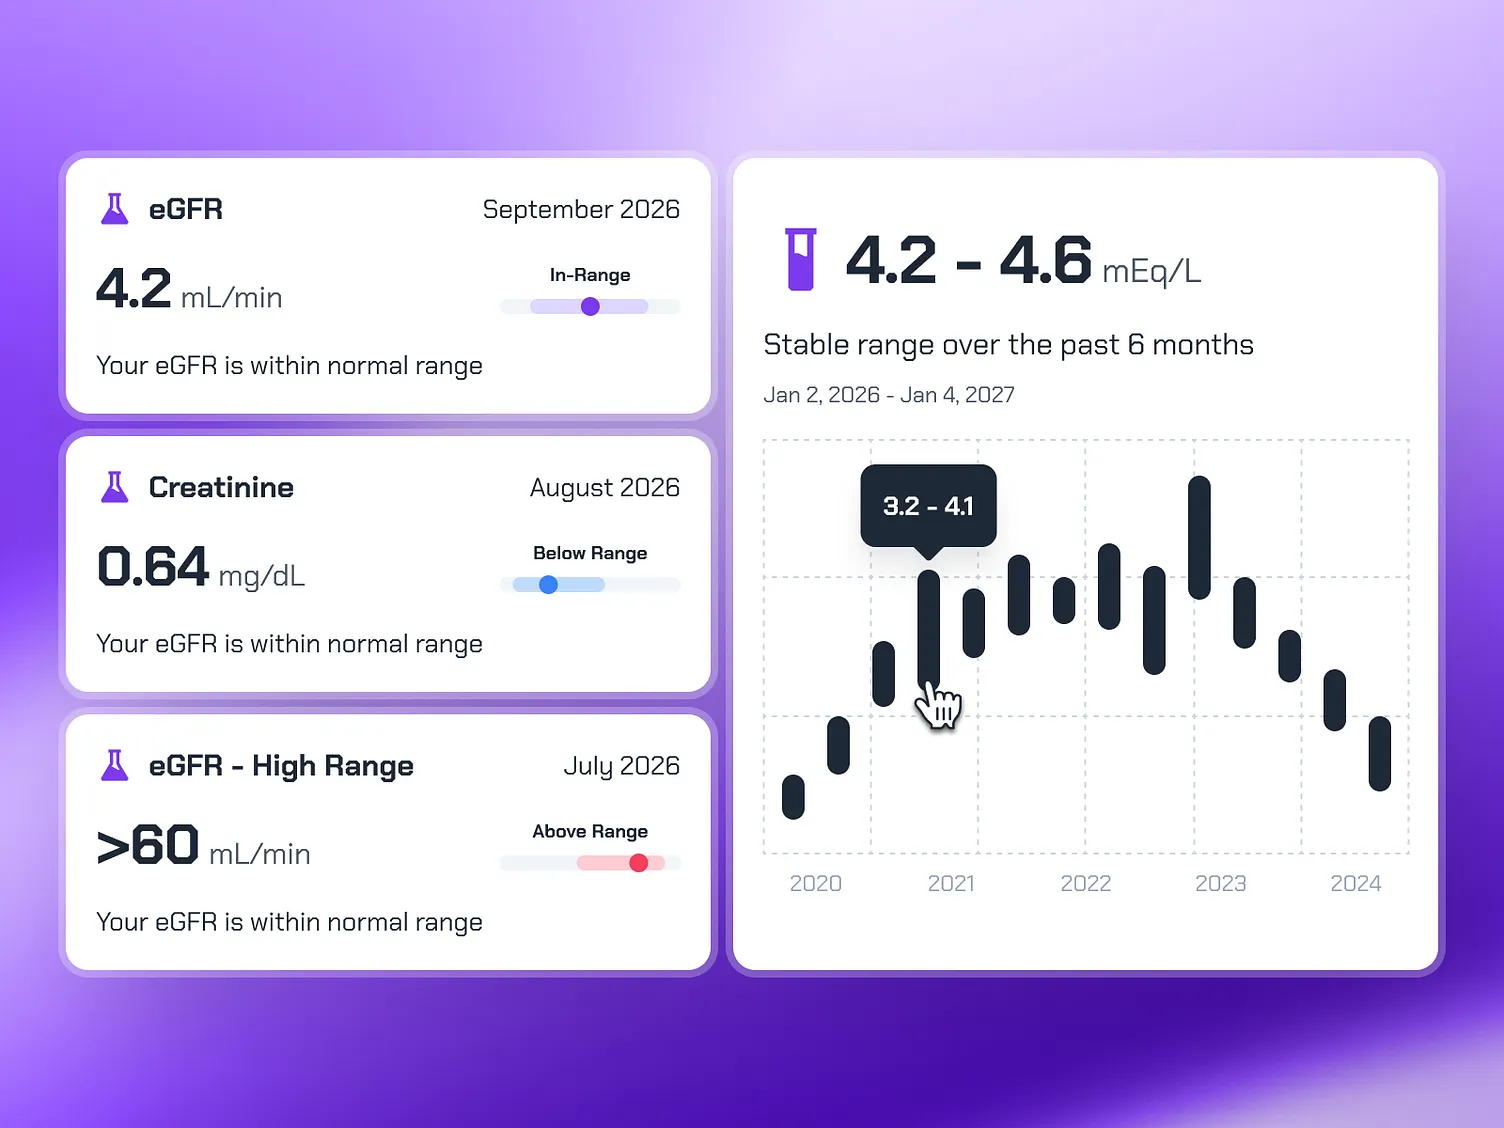 eGFR
September 2026
4.2 mL/min
In-Range
Your eGFR is within normal range
Creatinine
August 2026
0.64 mg/dL
Below Range
Your eGFR is within normal range
eGFR - High Range
July 2026
>60 mL/min
Above Range
Your eGFR is within normal range
4.2 - 4.6 mEq/L
Stable range over the past 6 months
Jan 2, 2026 - Jan 4, 2027
3.2 - 4.1
2020 2021 2022 2023 2024